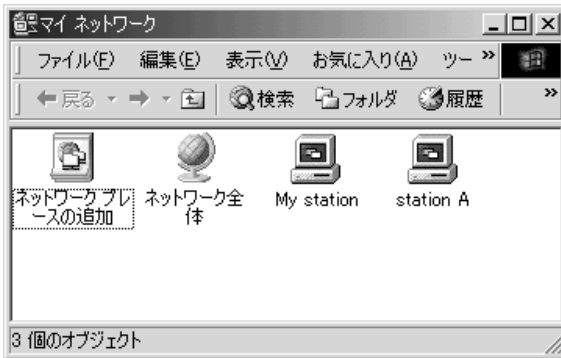 マイ ネットワーク
ファイル(F) 編集(E) 表示(V) お気に入り(A) ツー »
戻る 検索 フォルダ 履歴 »
ネットワーク プレ
ースの追加
ネットワーク全
体
My station
station A
3 個のオブジェクト